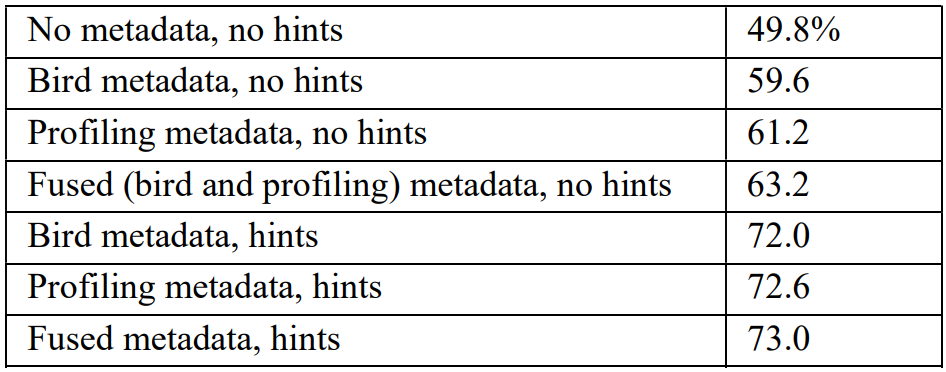 No metadata, no hints 49.8%
Bird metadata, no hints 59.6
Profiling metadata, no hints 61.2
Fused (bird and profiling) metadata, no hints 63.2
Bird metadata, hints 72.0
Profiling metadata, hints 72.6
Fused metadata, hints 73.0